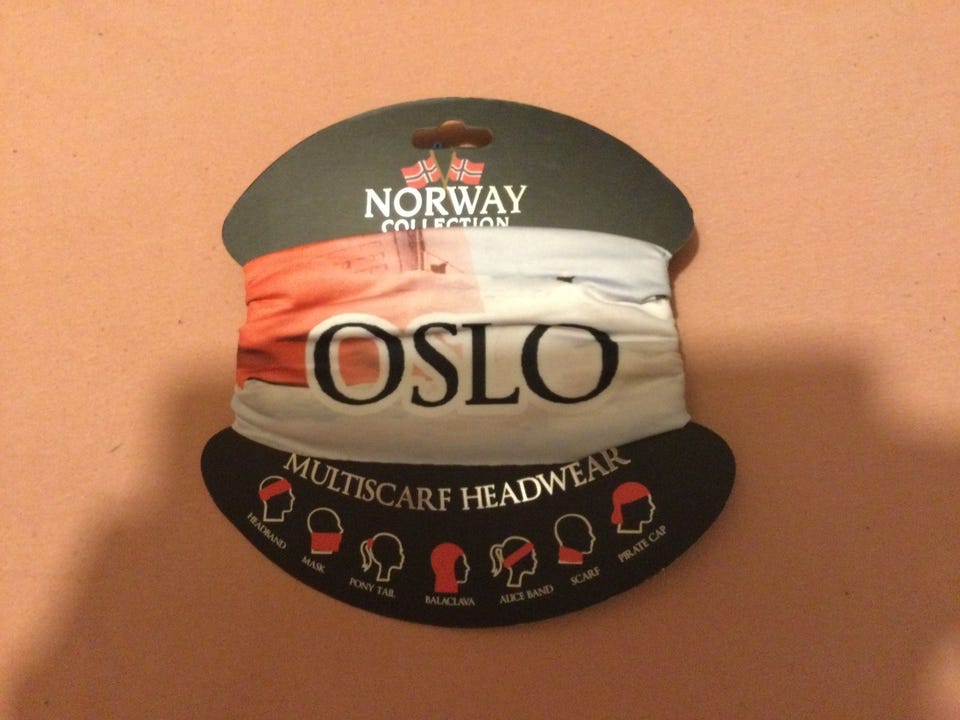 NORWAY
COLLECTION
OSLO
MULTISCARF HEADWEAR
HEADBAND
MASK
PONY TAIL
BALACLAVA
ALICE BAND
SCARF
PIRATE CAP